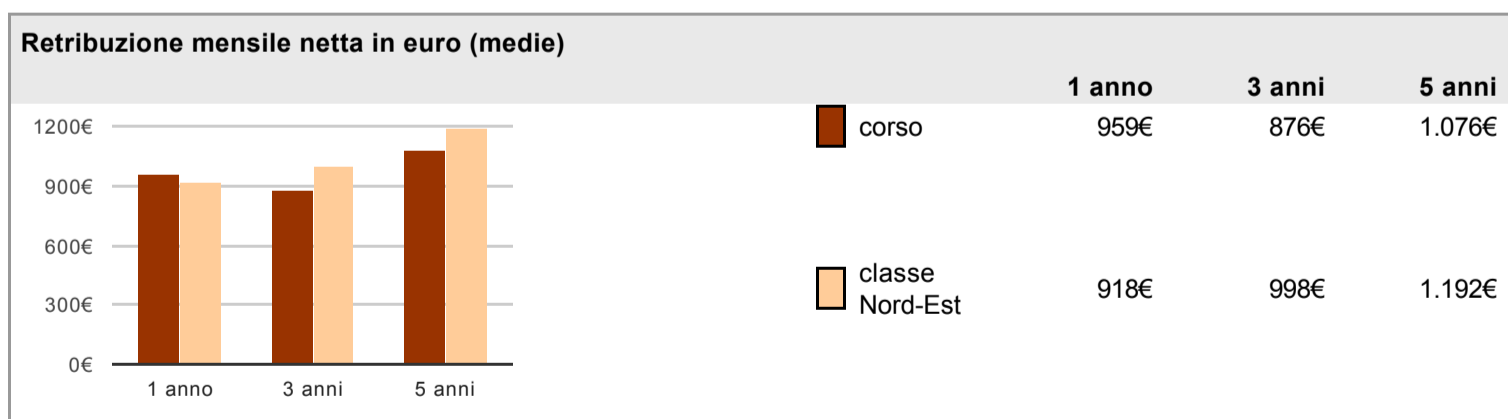 Retribuzione mensile netta in euro (medie)
1 anno 3 anni 5 anni
1200€
900€
600€
300€
0€
1 anno 3 anni 5 anni
corso 959€ 876€ 1.076€
classe
Nord-Est 918€ 998€ 1.192€